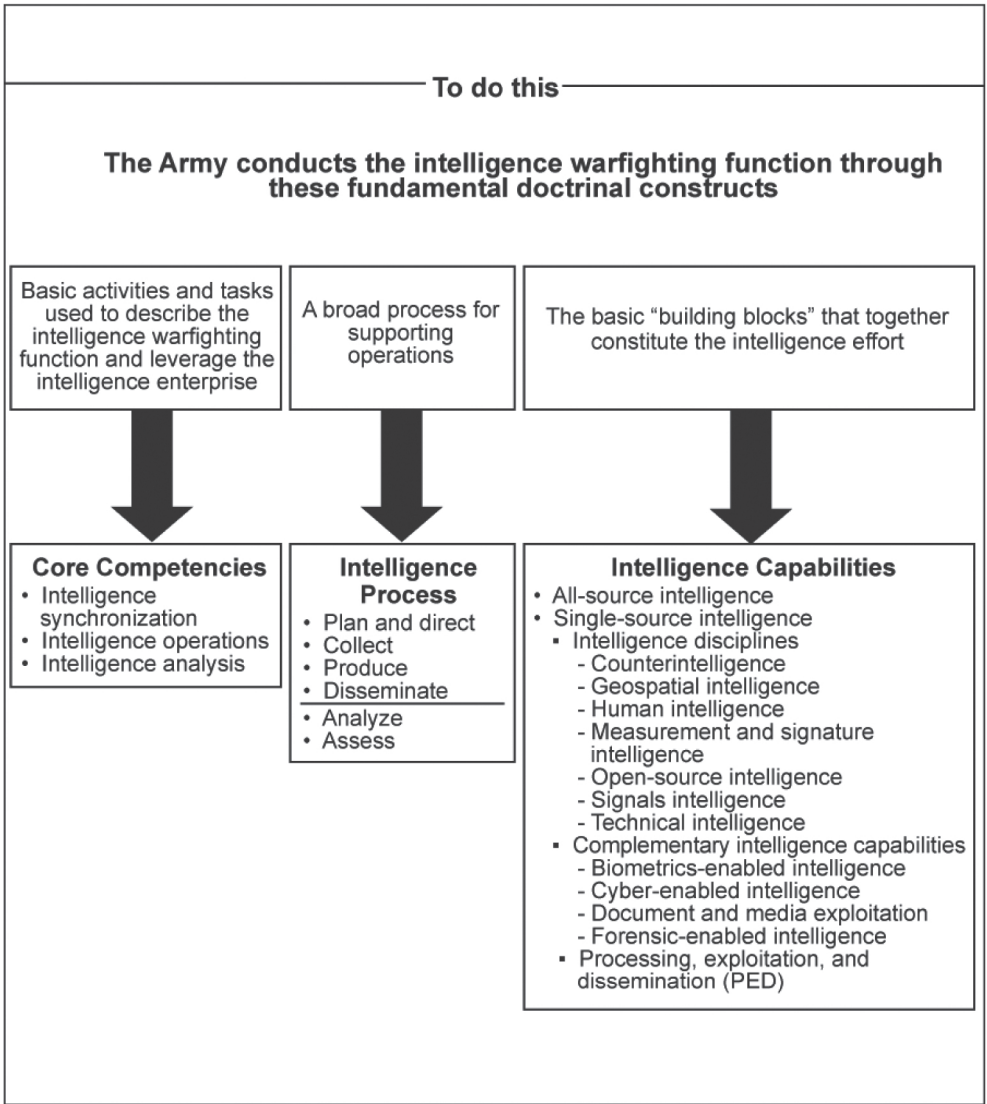 To do this
The Army conducts the intelligence warfighting function through
these fundamental doctrinal constructs
Basic activities and tasks
used to describe the
intelligence warfighting
function and leverage the
intelligence enterprise
A broad process for
supporting
operations
The basic “building blocks” that together
constitute the intelligence effort
Core Competencies
• Intelligence
synchronization
• Intelligence operations
• Intelligence analysis
Intelligence
Process
• Plan and direct
• Collect
• Produce
• Disseminate
• Analyze
• Assess
Intelligence Capabilities
• All-source intelligence
• Single-source intelligence
▪ Intelligence disciplines
- Counterintelligence
- Geospatial intelligence
- Human intelligence
- Measurement and signature
intelligence
- Open-source intelligence
- Signals intelligence
- Technical intelligence
▪ Complementary intelligence capabilities
- Biometrics-enabled intelligence
- Cyber-enabled intelligence
- Document and media exploitation
- Forensic-enabled intelligence
▪ Processing, exploitation, and
dissemination (PED)